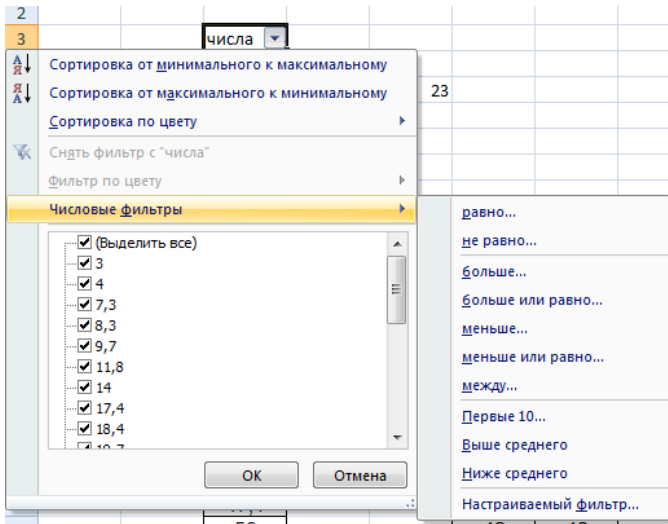 2
3
числа
Сортировка от минимального к максимальному
Сортировка от максимального к минимальному
23
Сортировка по цвету
Снять фильтр с "числа"
Фильтр по цвету
Числовые фильтры
(Выделить все)
3
4
7,3
8,3
9,7
11,8
14
17,4
18,4
ОК
Отмена
равно...
не равно...
больше...
больше или равно...
меньше...
меньше или равно...
между...
Первые 10...
Выше среднего
Ниже среднего
Настраиваемый фильтр...